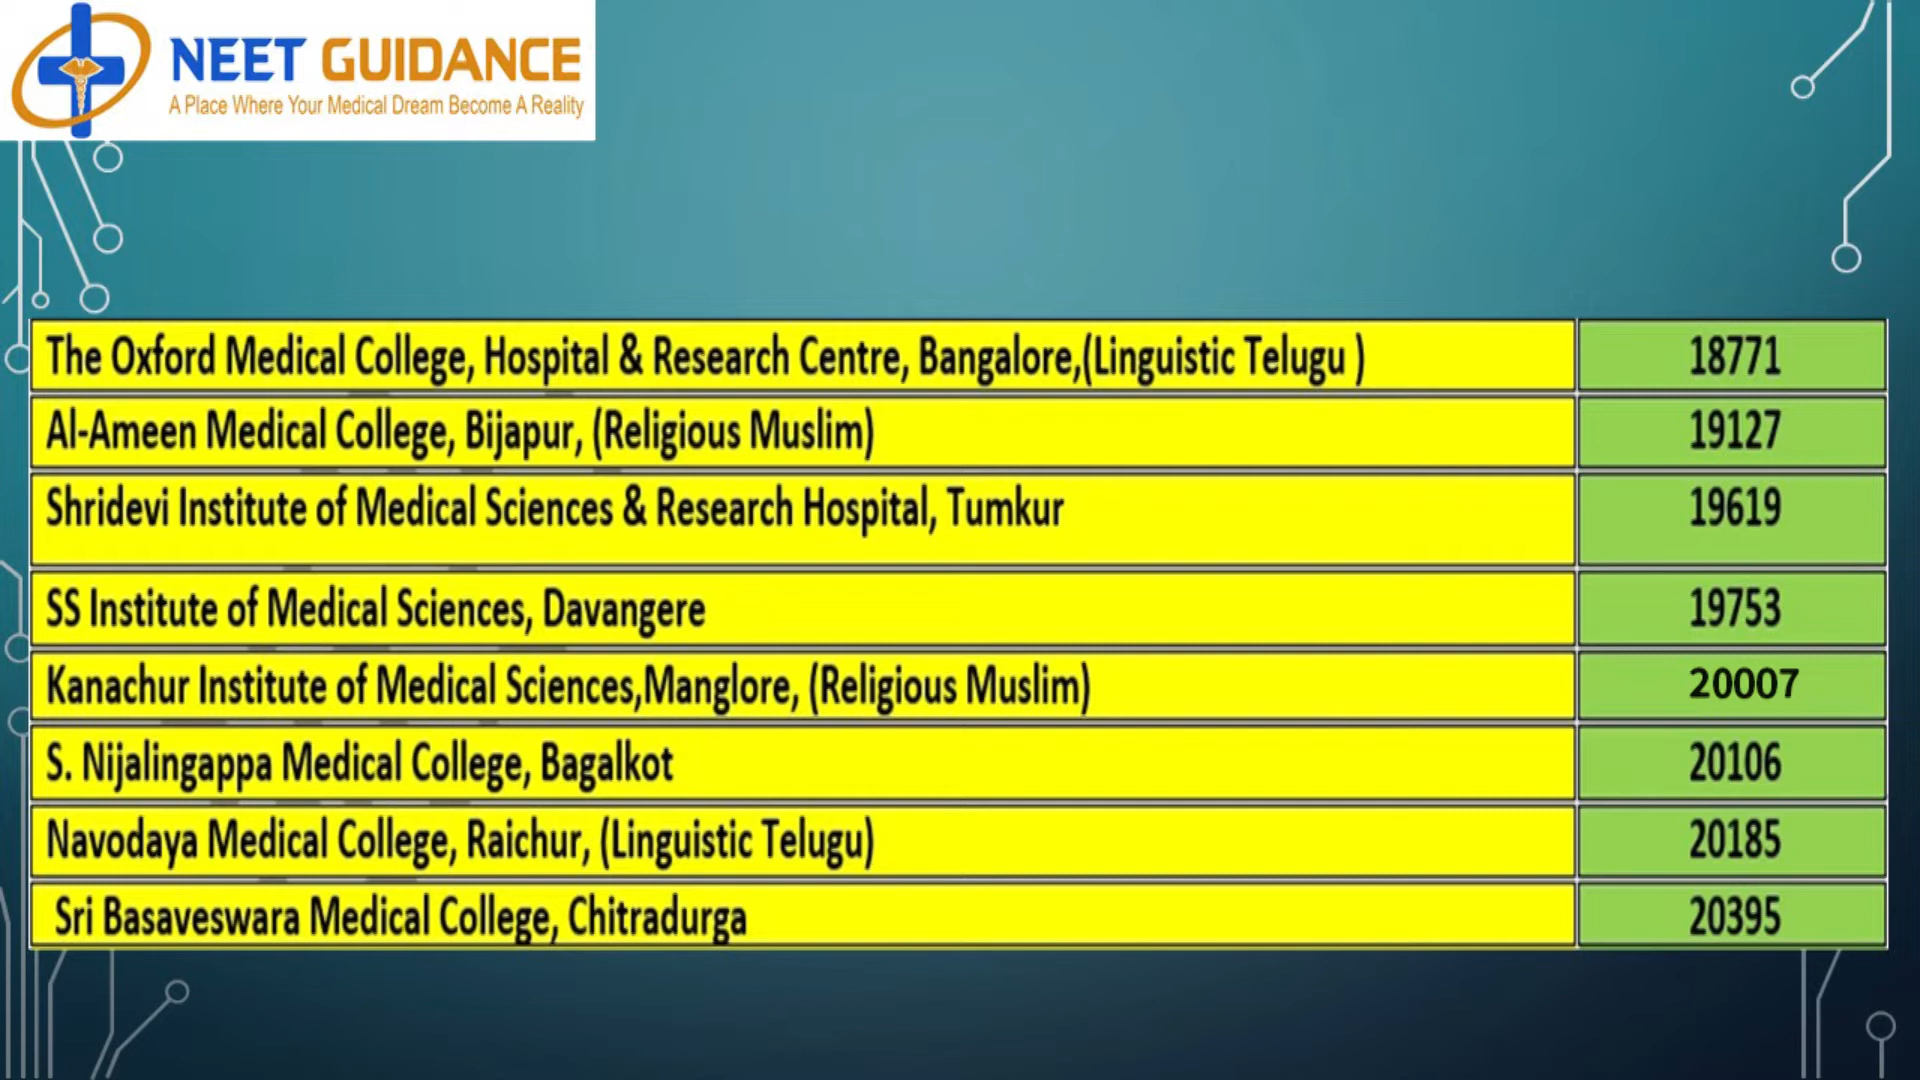 NEET GUIDANCE
A Place Where Your Medical Dream Become A Reality
The Oxford Medical College, Hospital & Research Centre, Bangalore,(Linguistic Telugu ) 18771
Al-Ameen Medical College, Bijapur, (Religious Muslim) 19127
Shridevi Institute of Medical Sciences & Research Hospital, Tumkur 19619
SS Institute of Medical Sciences, Davangere 19753
Kanachur Institute of Medical Sciences,Manglore, (Religious Muslim) 20007
S. Nijalingappa Medical College, Bagalkot 20106
Navodaya Medical College, Raichur, (Linguistic Telugu) 20185
Sri Basaveswara Medical College, Chitradurga 20395